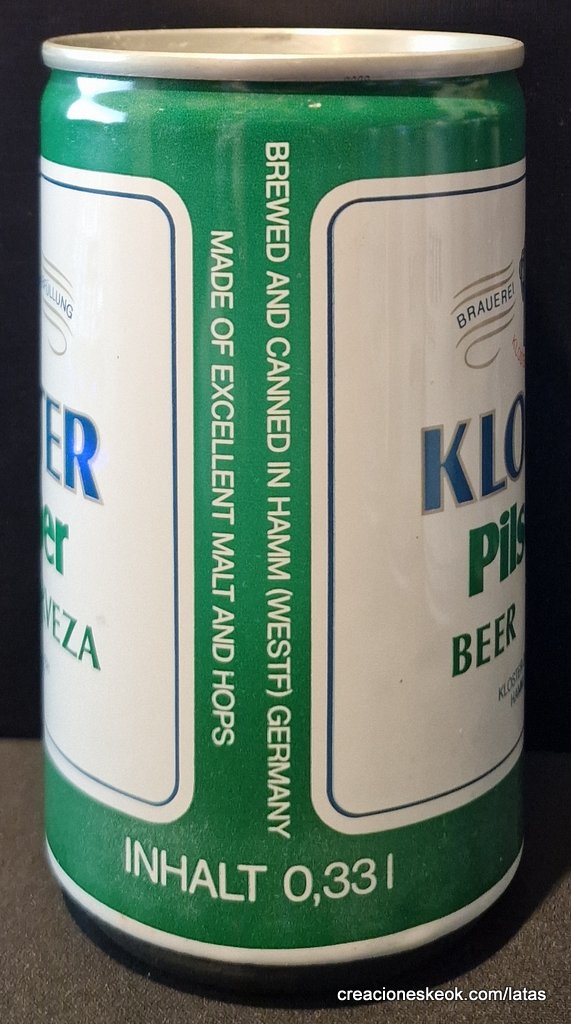 BREWED AND CANNED IN HAMM (WESTF) GERMANY
MADE OF EXCELLENT MALT AND HOPS
BRAUEREI
KLO
Pils
BEER
TER
er
VEZA
INHALT 0,33 l
creacioneskeok.com/latas